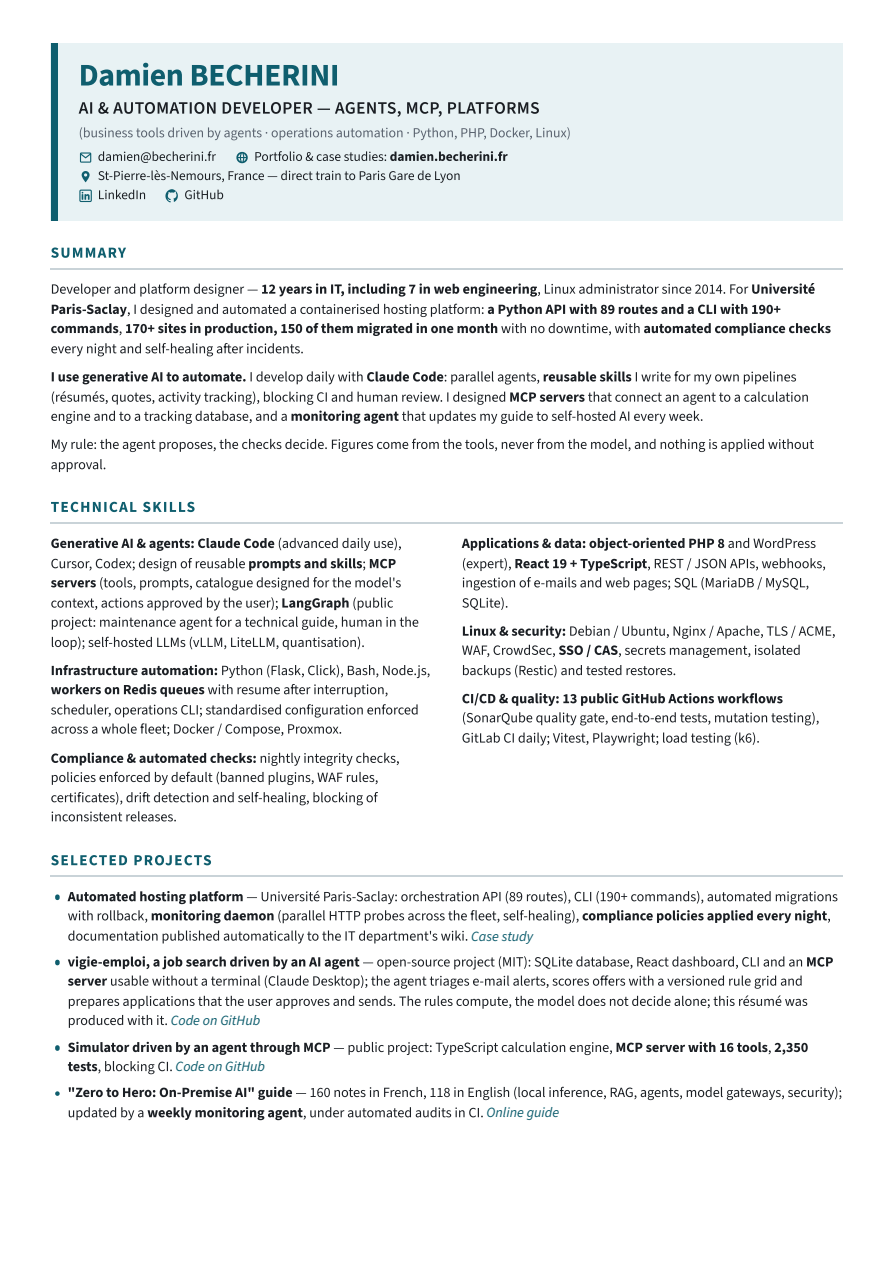 Damien BECHERINI
AI & AUTOMATION DEVELOPER — AGENTS, MCP, PLATFORMS
(business tools driven by agents · operations automation · Python, PHP, Docker, Linux)
damien@becherini.fr Portfolio & case studies: damien.becherini.fr
St-Pierre-lès-Nemours, France — direct train to Paris Gare de Lyon
LinkedIn GitHub
SUMMARY
Developer and platform designer — 12 years in IT, including 7 in web engineering, Linux administrator since 2014. For Université
Paris-Saclay, I designed and automated a containerised hosting platform: a Python API with 89 routes and a CLI with 190+
commands, 170+ sites in production, 150 of them migrated in one month with no downtime, with automated compliance checks
every night and self-healing after incidents.
I use generative AI to automate. I develop daily with Claude Code: parallel agents, reusable skills I write for my own pipelines
(résumés, quotes, activity tracking), blocking CI and human review. I designed MCP servers that connect an agent to a calculation
engine and to a tracking database, and a monitoring agent that updates my guide to self-hosted AI every week.
My rule: the agent proposes, the checks decide. Figures come from the tools, never from the model, and nothing is applied without
approval.
TECHNICAL SKILLS
Generative AI & agents: Claude Code (advanced daily use),
Cursor, Codex; design of reusable prompts and skills; MCP
servers (tools, prompts, catalogue designed for the model's
context, actions approved by the user); LangGraph (public
project: maintenance agent for a technical guide, human in the
loop); self-hosted LLMs (vLLM, LiteLLM, quantisation).
Infrastructure automation: Python (Flask, Click), Bash, Node.js,
workers on Redis queues with resume after interruption,
scheduler, operations CLI; standardised configuration enforced
across a whole fleet; Docker / Compose, Proxmox.
Compliance & automated checks: nightly integrity checks,
policies enforced by default (banned plugins, WAF rules,
certificates), drift detection and self-healing, blocking of
inconsistent releases.
Applications & data: object-oriented PHP 8 and WordPress
(expert), React 19 + TypeScript, REST / JSON APIs, webhooks,
ingestion of e-mails and web pages; SQL (MariaDB / MySQL,
SQLite).
Linux & security: Debian / Ubuntu, Nginx / Apache, TLS / ACME,
WAF, CrowdSec, SSO / CAS, secrets management, isolated
backups (Restic) and tested restores.
CI/CD & quality: 13 public GitHub Actions workflows
(SonarQube quality gate, end-to-end tests, mutation testing),
GitLab CI daily; Vitest, Playwright; load testing (k6).
SELECTED PROJECTS
• Automated hosting platform — Université Paris-Saclay: orchestration API (89 routes), CLI (190+ commands), automated migrations
with rollback, monitoring daemon (parallel HTTP probes across the fleet, self-healing), compliance policies applied every night,
documentation published automatically to the IT department's wiki. Case study
• vigie-emploi, a job search driven by an AI agent — open-source project (MIT): SQLite database, React dashboard, CLI and an MCP
server usable without a terminal (Claude Desktop); the agent triages e-mail alerts, scores offers with a versioned rule grid and
prepares applications that the user approves and sends. The rules compute, the model does not decide alone; this résumé was
produced with it. Code on GitHub
• Simulator driven by an agent through MCP — public project: TypeScript calculation engine, MCP server with 16 tools, 2,350
tests, blocking CI. Code on GitHub
• "Zero to Hero: On-Premise AI" guide — 160 notes in French, 118 in English (local inference, RAG, agents, model gateways, security);
updated by a weekly monitoring agent, under automated audits in CI. Online guide